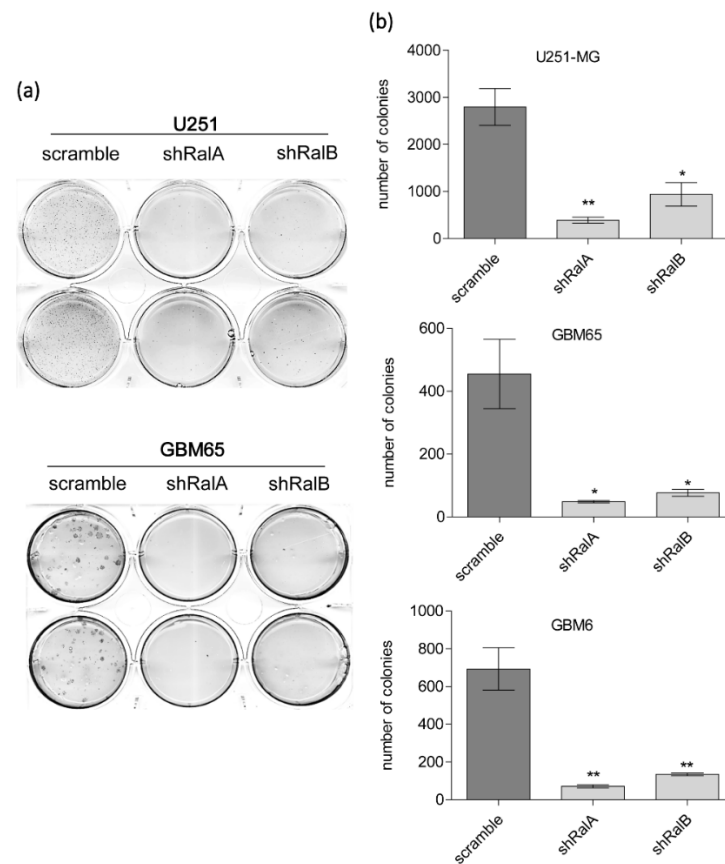 (a)
U251
scramble shRalA shRalB
GBM65
scramble shRalA shRalB
(b)
U251-MG
number of colonies
4000
3000
2000
1000
0
**
*
scramble shRalA shRalB
GBM65
number of colonies
600
400
200
0
*
*
scramble shRalA shRalB
GBM6
number of colonies
1000
800
600
400
200
0
**
**
scramble shRalA shRalB